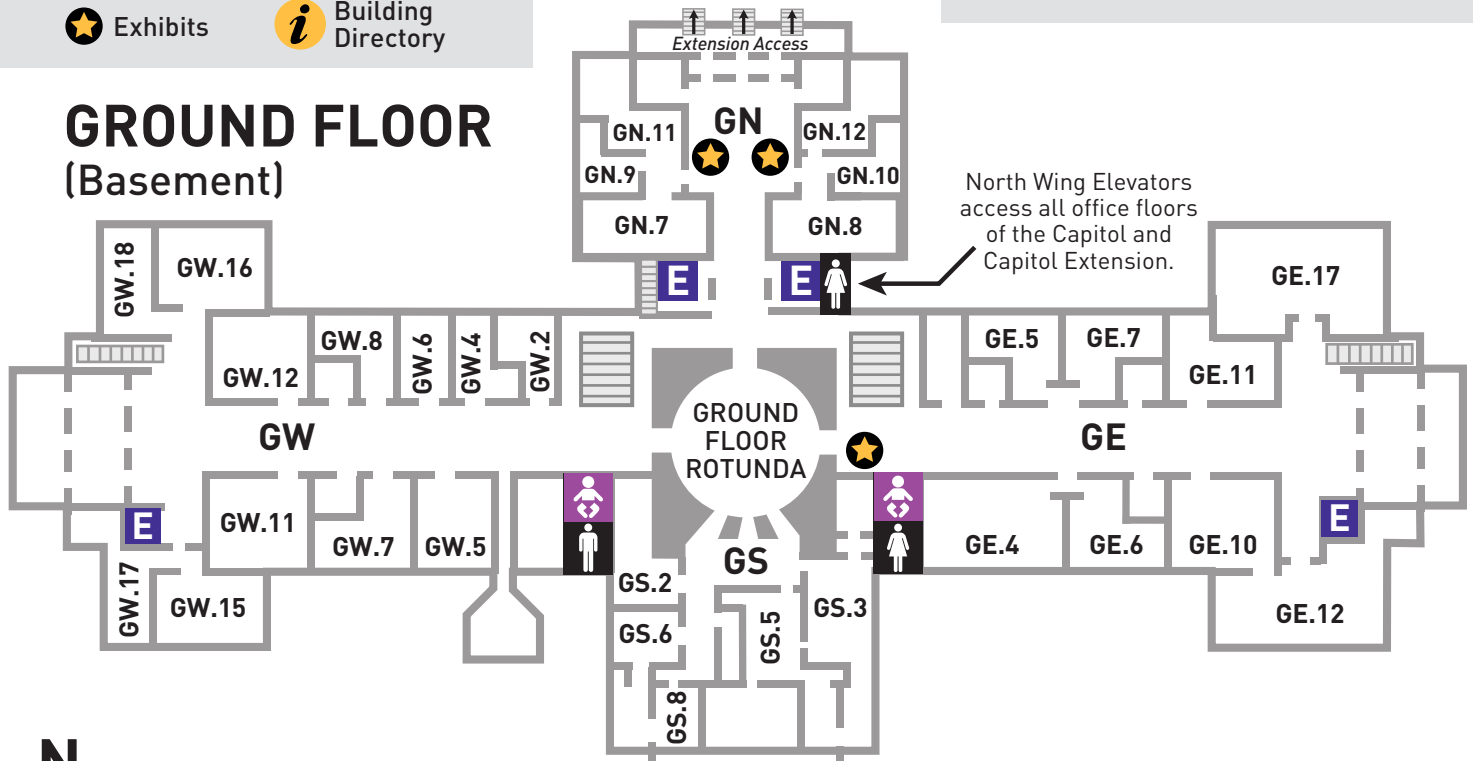 Exhibits
i
Building
Directory
Extension Access
GROUND FLOOR
(Basement)
GN
GN.11
GN.12
GN.9
GN.10
GN.7
GN.8
North Wing Elevators
access all office floors
of the Capitol and
Capitol Extension.
E
E
GW.18
GW.16
GE.17
GW.12
GW.8
GW.6
GW.4
GW.2
GE.5
GE.7
GE.11
GW
GROUND
FLOOR
ROTUNDA
GE
E
GW.11
GW.7
GW.5
GE.4
GE.6
GE.10
E
GW.17
GW.15
GS
GS.2
GS.3
GS.6
GS.5
GS.8
GE.12
N